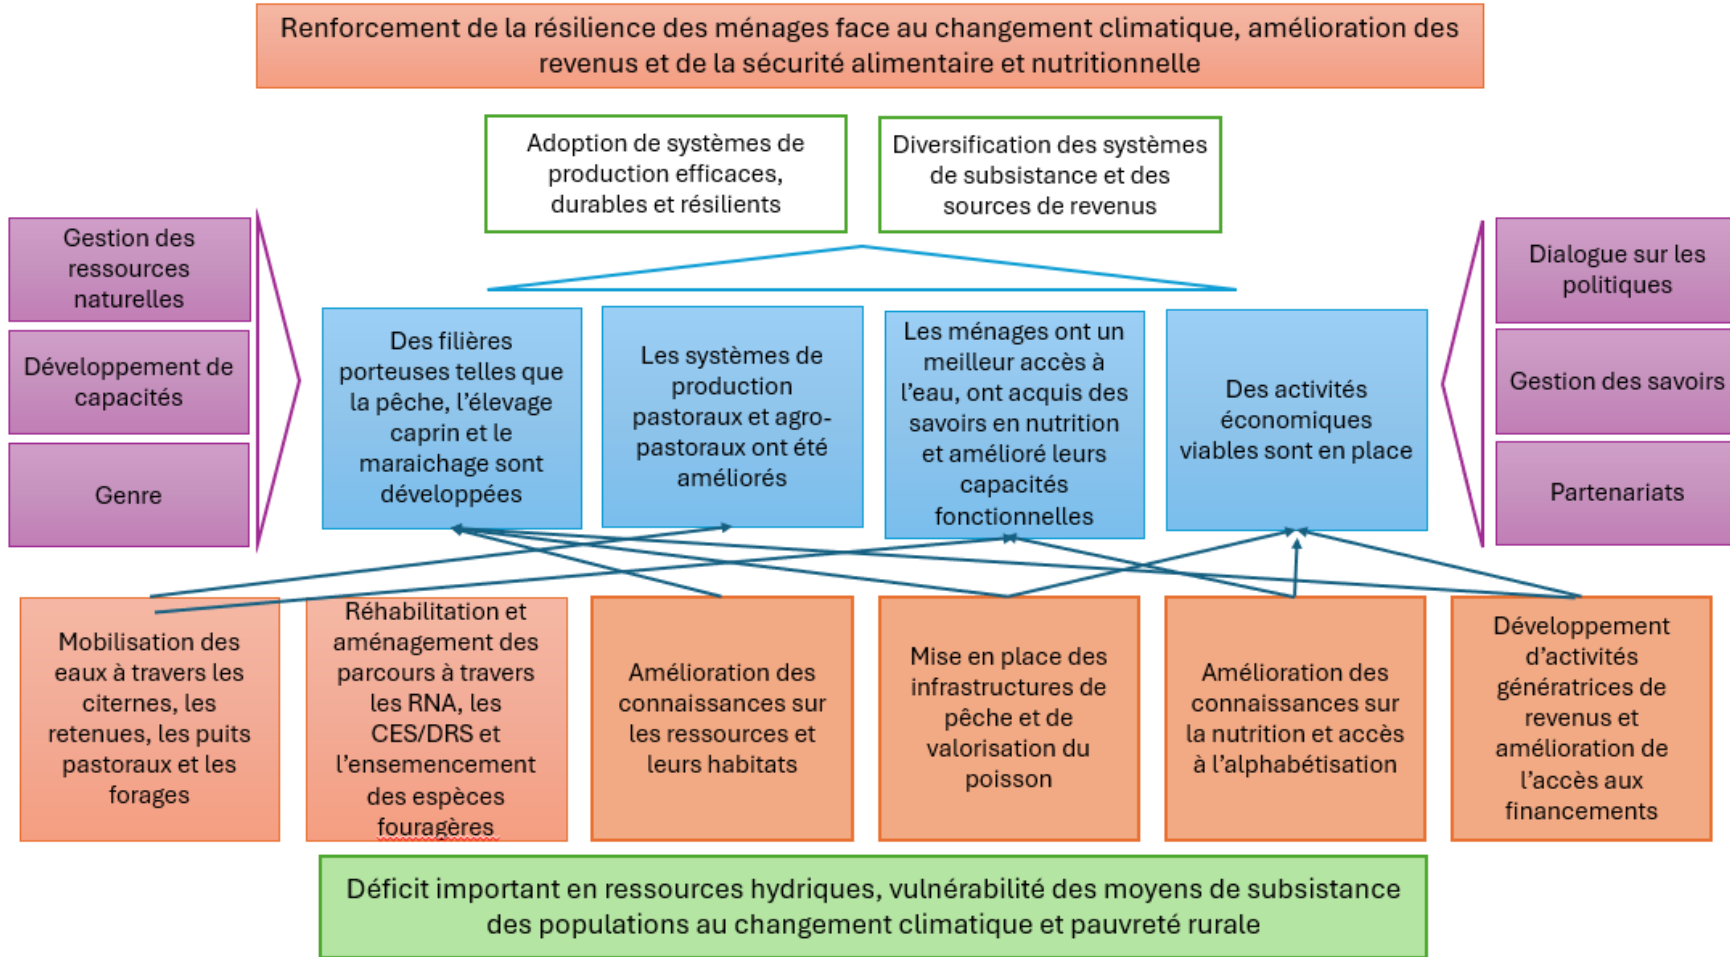 Renforcement de la résilience des ménages face au changement climatique, amélioration des
revenus et de la sécurité alimentaire et nutritionnelle
Adoption de systèmes de
production efficaces,
durables et résilients
Diversification des systèmes
de subsistance et des
sources de revenus
Gestion des
ressources
naturelles
Développement de
capacités
Genre
Des filières
porteuses telles que
la pêche, l'élevage
caprin et le
maraichage sont
développées
Les systèmes de
production
pastoraux et agro-
pastoraux ont été
améliorés
Les ménages ont un
meilleur accès à
l'eau, ont acquis des
savoirs en nutrition
et amélioré leurs
capacités
fonctionnelles
Des activités
économiques
viables sont en place
Dialogue sur les
politiques
Gestion des savoirs
Partenariats
Mobilisation des
eaux à travers les
citernes, les
retenues, les puits
pastoraux et les
forages
Réhabilitation et
aménagement des
parcours à travers
les RNA, les
CES/DRS et
l'ensemencement
des espèces
fouragères
Amélioration des
connaissances sur
les ressources et
leurs habitats
Mise en place des
infrastructures de
pêche et de
valorisation du
poisson
Amélioration des
connaissances sur
la nutrition et accès
à l'alphabétisation
Développement
d'activités
génératrices de
revenus et
amélioration de
l'accès aux
financements
Déficit important en ressources hydriques, vulnérabilité des moyens de subsistance
des populations au changement climatique et pauvreté rurale